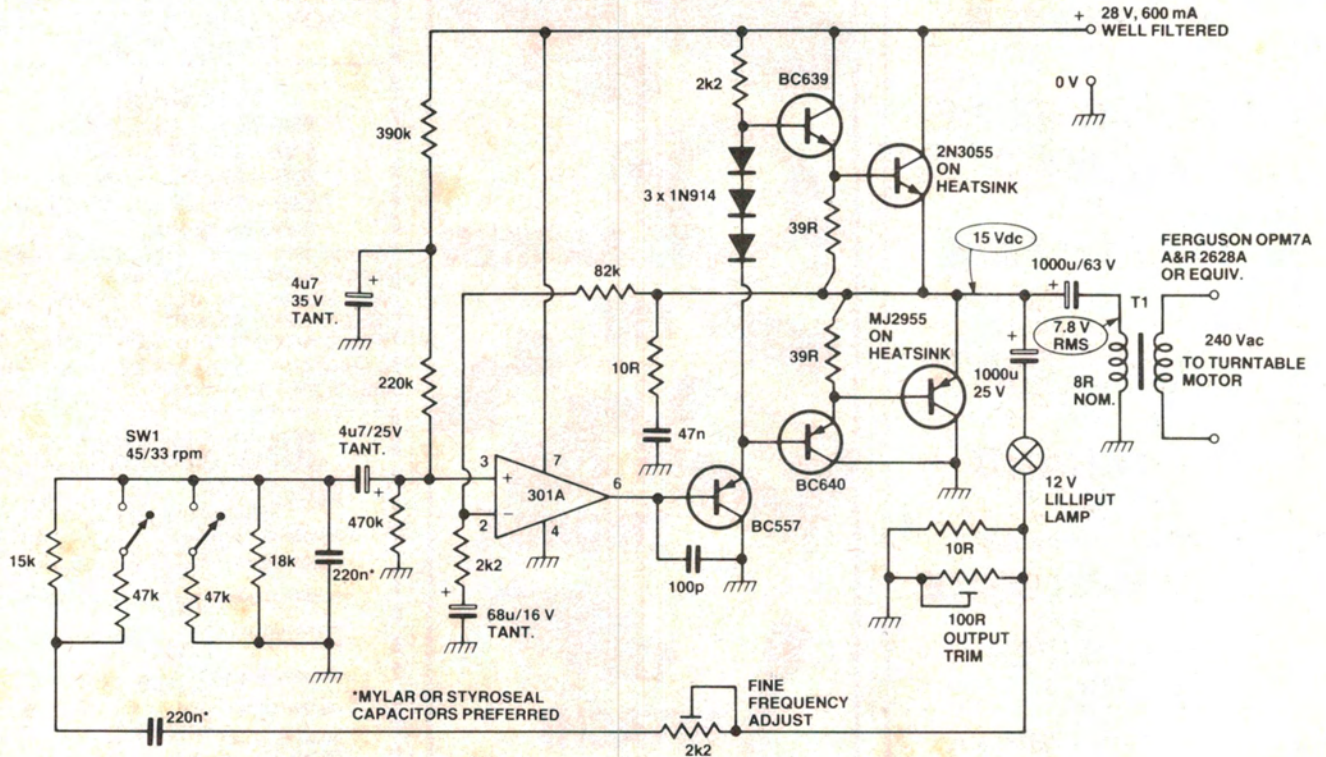 + 28 V, 600 mA
WELL FILTERED
0 V
2k2
BC639
390k
3 x 1N914
2N3055
ON
HEATSINK
39R
15 Vdc
1000u/63 V
+
FERGUSON OPM7A
A&R 2628A
OR EQUIV.
4u7
35 V
TANT.
+
82k
MJ2955
ON
HEATSINK
T1
7.8 V
RMS
240 Vac
TO TURNTABLE
MOTOR
8R
NOM.
220k
10R
39R
+
1000u
25 V
47n
SW1
45/33 rpm
4u7/25V
TANT.
+
3
+
7
301A
6
2
−
4
BC557
BC640
12 V
LILLIPUT
LAMP
15k
47k
47k
18k
220n*
470k
2k2
+
68u/16 V
TANT.
100p
10R
100R
OUTPUT
TRIM
220n*
*MYLAR OR STYROSEAL
CAPACITORS PREFERRED
FINE
FREQUENCY
ADJUST
2k2